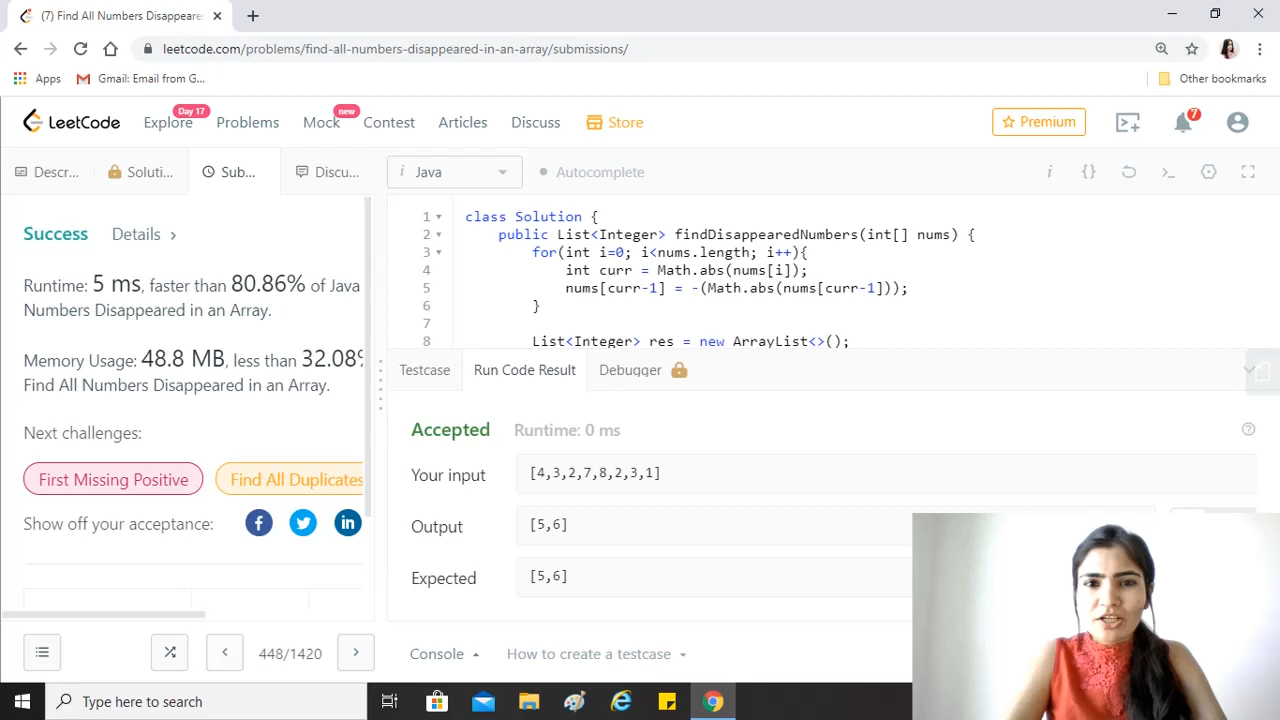 (7) Find All Numbers Disappeare
leetcode.com/problems/find-all-numbers-disappeared-in-an-array/submissions/
Apps
Gmail: Email from G...
Other bookmarks
LeetCode
Explore
Day 17
Problems
Mock
new
Contest
Articles
Discuss
Store
Premium
7
Descr...
Soluti...
Sub...
Discu...
i Java
Autocomplete
i
{}
Success Details >
Runtime: 5 ms, faster than 80.86% of Java
Numbers Disappeared in an Array.
Memory Usage: 48.8 MB, less than 32.08%
Find All Numbers Disappeared in an Array.
Next challenges:
First Missing Positive
Find All Duplicates
Show off your acceptance:
1 class Solution {
2 public List<Integer> findDisappearedNumbers(int[] nums) {
3 for(int i=0; i<nums.length; i++){
4 int curr = Math.abs(nums[i]);
5 nums[curr-1] = -(Math.abs(nums[curr-1]));
6 }
7
8 List<Integer> res = new ArrayList<>();
Testcase
Run Code Result
Debugger
Accepted Runtime: 0 ms
Your input [4,3,2,7,8,2,3,1]
Output [5,6]
Expected [5,6]
448/1420
Console
How to create a testcase
Type here to search